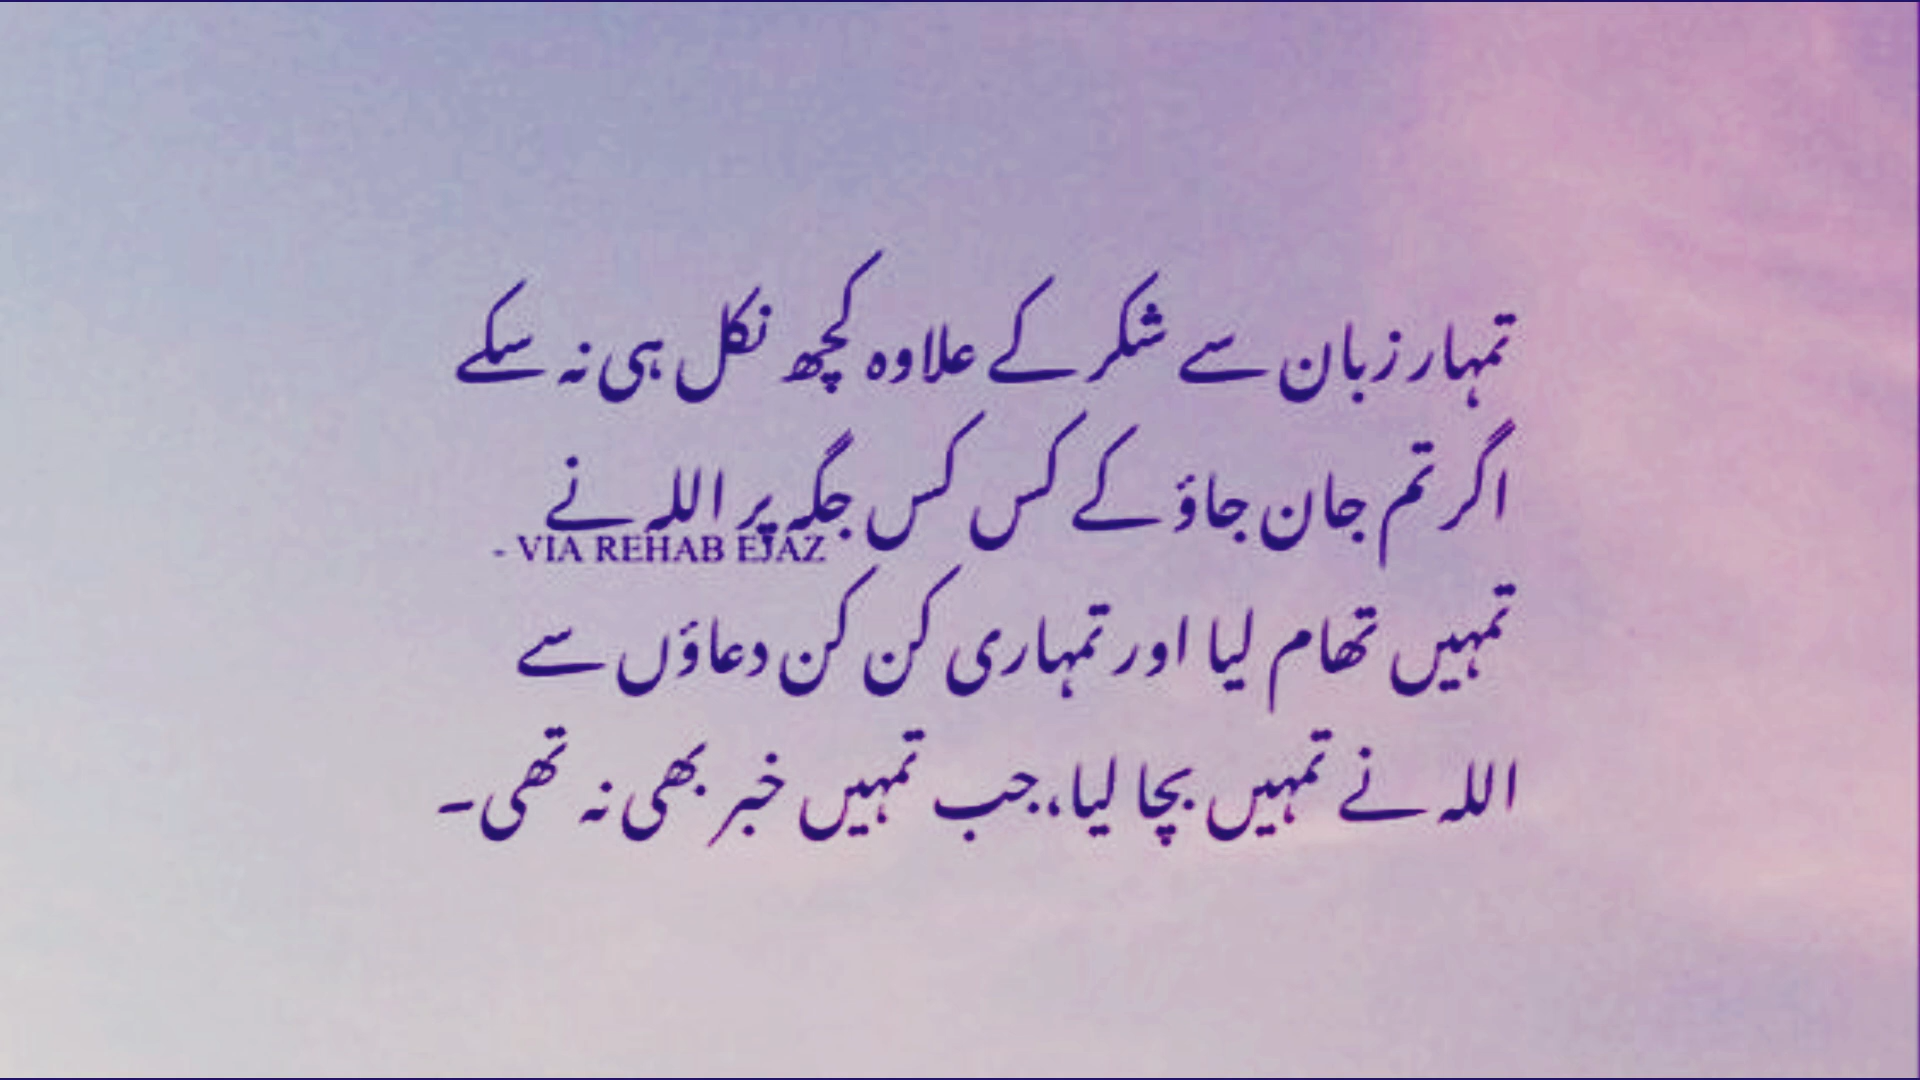 تمہار زبان سے شکر کے علاوہ کچھ نکل ہی نہ سکے
اگر تم جان جاؤ کے کس کس جگہ پر اللہ نے
- VIA REHAB EJAZ
تمہیں تھام لیا اور تمہاری کن کن دعاؤں سے
اللہ نے تمہیں بچا لیا، جب تمہیں خبر بھی نہ تھی۔